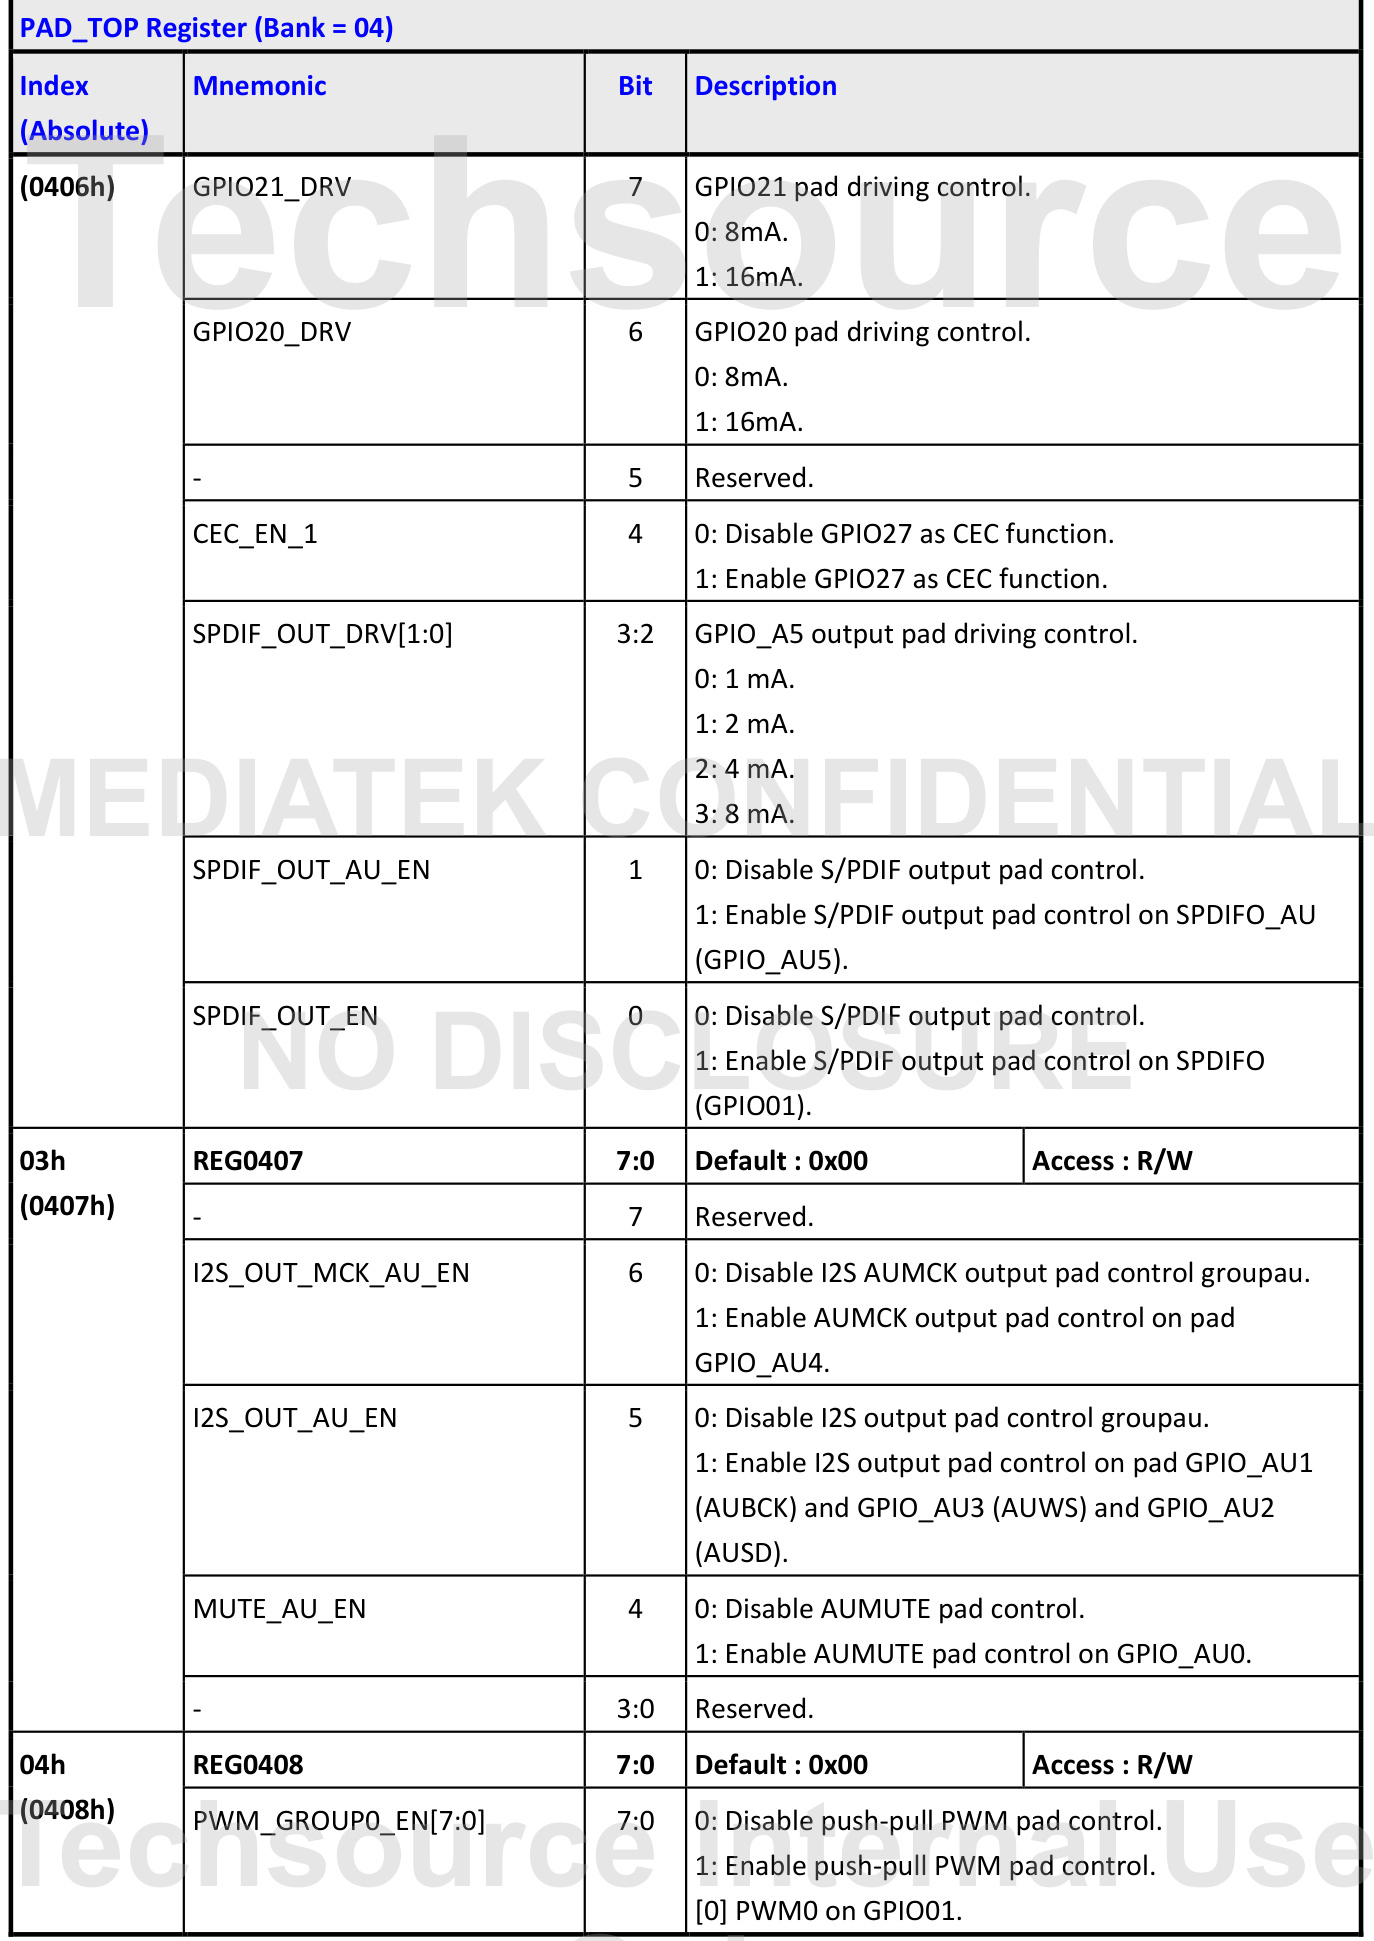 PAD_TOP Register (Bank = 04)
Index
(Absolute)
Mnemonic
Bit
Description
(0406h)
GPIO21_DRV
7
GPIO21 pad driving control.
0: 8mA.
1: 16mA.
GPIO20_DRV
6
GPIO20 pad driving control.
0: 8mA.
1: 16mA.
-
5
Reserved.
CEC_EN_1
4
0: Disable GPIO27 as CEC function.
1: Enable GPIO27 as CEC function.
SPDIF_OUT_DRV[1:0]
3:2
GPIO_A5 output pad driving control.
0: 1 mA.
1: 2 mA.
2: 4 mA.
3: 8 mA.
SPDIF_OUT_AU_EN
1
0: Disable S/PDIF output pad control.
1: Enable S/PDIF output pad control on SPDIFO_AU
(GPIO_AU5).
SPDIF_OUT_EN
0
0: Disable S/PDIF output pad control.
1: Enable S/PDIF output pad control on SPDIFO
(GPIO01).
03h
(0407h)
REG0407
7:0
Default : 0x00
Access : R/W
-
7
Reserved.
I2S_OUT_MCK_AU_EN
6
0: Disable I2S AUMCK output pad control groupau.
1: Enable AUMCK output pad control on pad
GPIO_AU4.
I2S_OUT_AU_EN
5
0: Disable I2S output pad control groupau.
1: Enable I2S output pad control on pad GPIO_AU1
(AUBCK) and GPIO_AU3 (AUWS) and GPIO_AU2
(AUSD).
MUTE_AU_EN
4
0: Disable AUMUTE pad control.
1: Enable AUMUTE pad control on GPIO_AU0.
-
3:0
Reserved.
04h
(0408h)
REG0408
7:0
Default : 0x00
Access : R/W
PWM_GROUP0_EN[7:0]
7:0
0: Disable push-pull PWM pad control.
1: Enable push-pull PWM pad control.
[0] PWM0 on GPIO01.
Techsource
MEDIATEK CONFIDENTIAL
NO DISCLOSURE
Techsource Internal Use